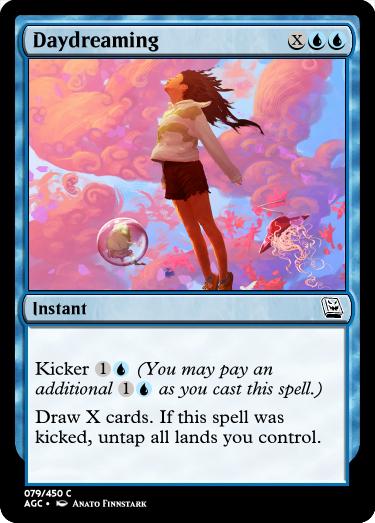 Daydreaming X
Instant
Kicker 1 (You may pay an
additional 1 as you cast this spell.)
Draw X cards. If this spell was
kicked, untap all lands you control.
079/450 C
AGC • Anato Finnstark